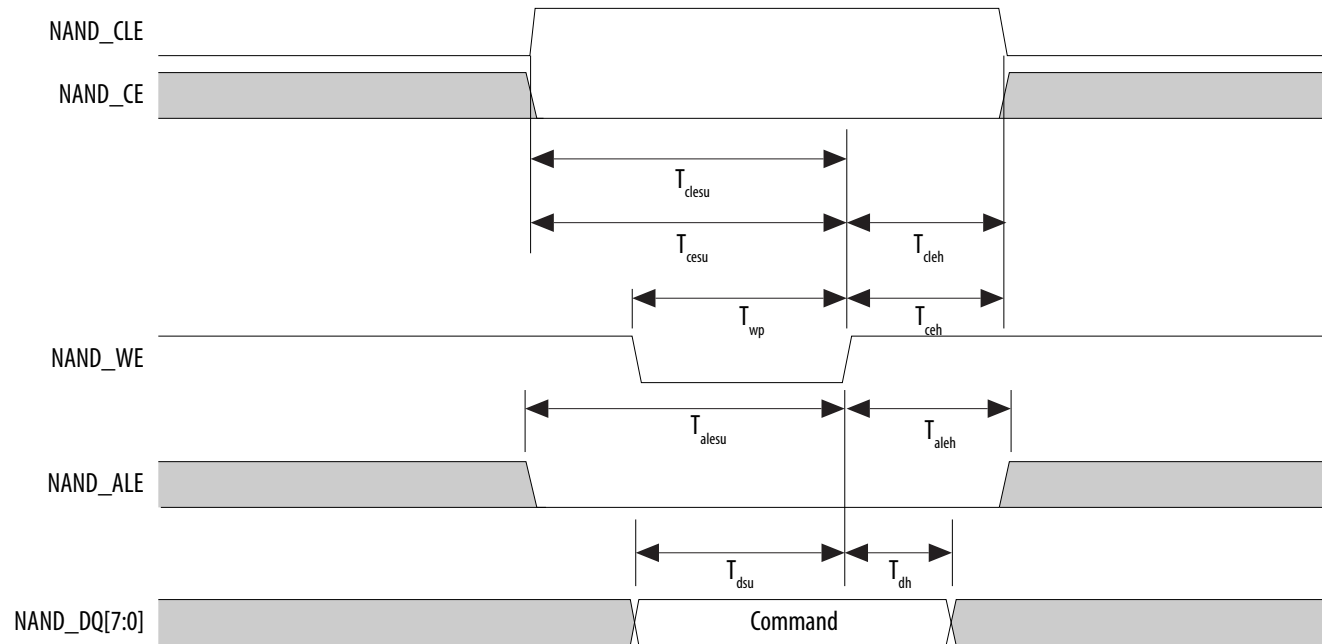 NAND_CLE
NAND_CE
T_clesu
T_cesu
T_cleh
T_wp
T_ceh
NAND_WE
T_alesu
T_aleh
NAND_ALE
T_dsu
T_dh
NAND_DQ[7:0]
Command